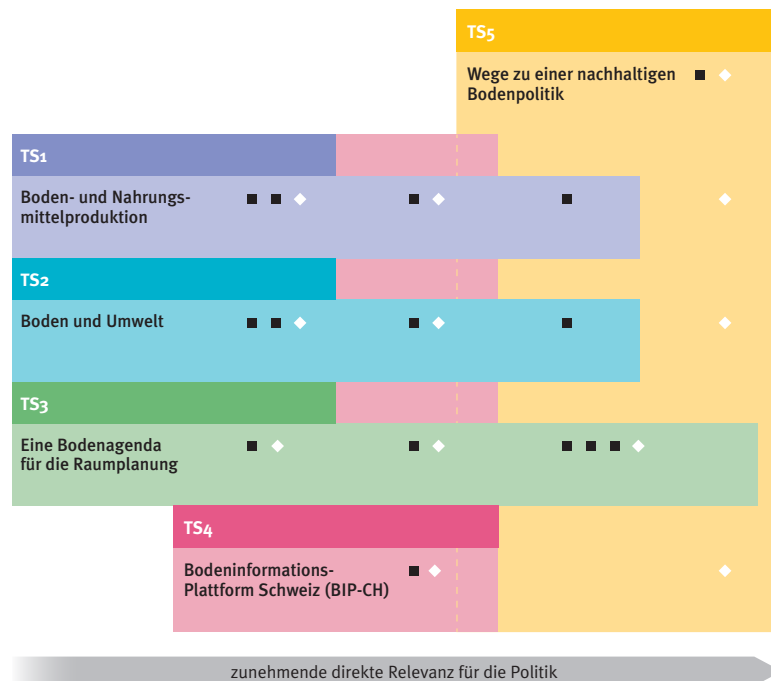 TS5
Wege zu einer nachhaltigen
Bodenpolitik
TS1
Boden- und Nahrungs-
mittelproduktion
TS2
Boden und Umwelt
TS3
Eine Bodenagenda
für die Raumplanung
TS4
Bodeninformations-
Plattform Schweiz (BIP-CH)
zunehmende direkte Relevanz für die Politik